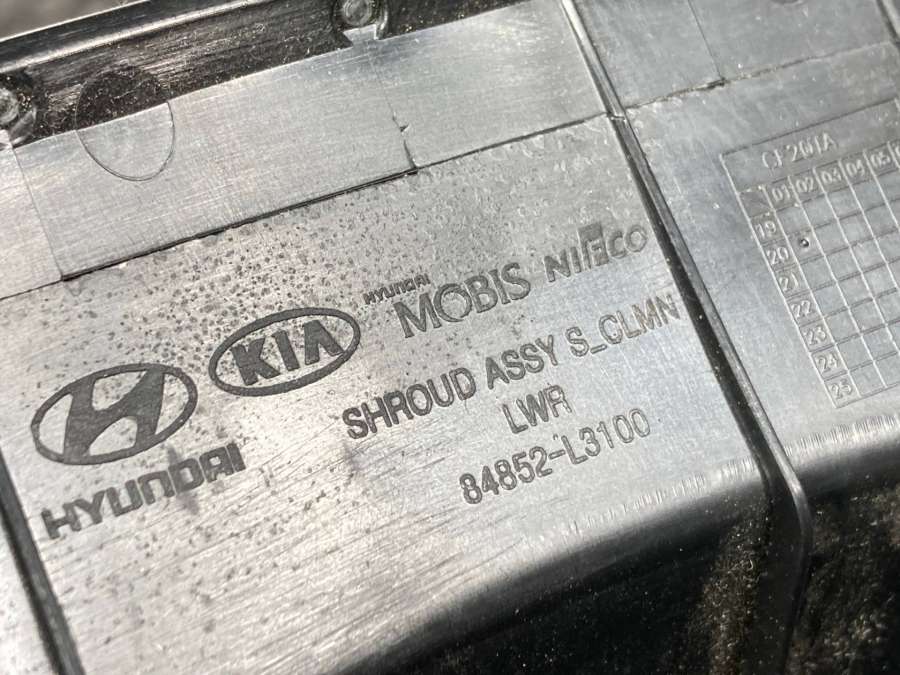 HYUNDAI
KIA
HYUNDAI
MOBIS NIFCO
SHROUD ASSY S_CLMN
LWR
84852-L3100
01 02 03 04 05
19
20
21
22
23
24
25